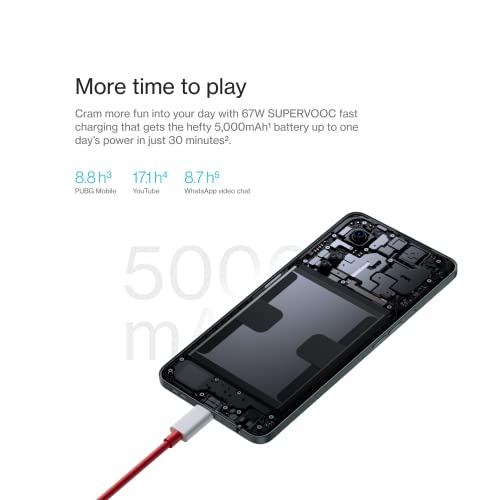 More time to play
Cram more fun into your day with 67W SUPERVOOC fast
charging that gets the hefty 5,000mAh¹ battery up to one
day's power in just 30 minutes².
8.8 h³ 17.1 h⁴ 8.7 h⁵
PUBG Mobile YouTube WhatsApp video chat
5000
mAh